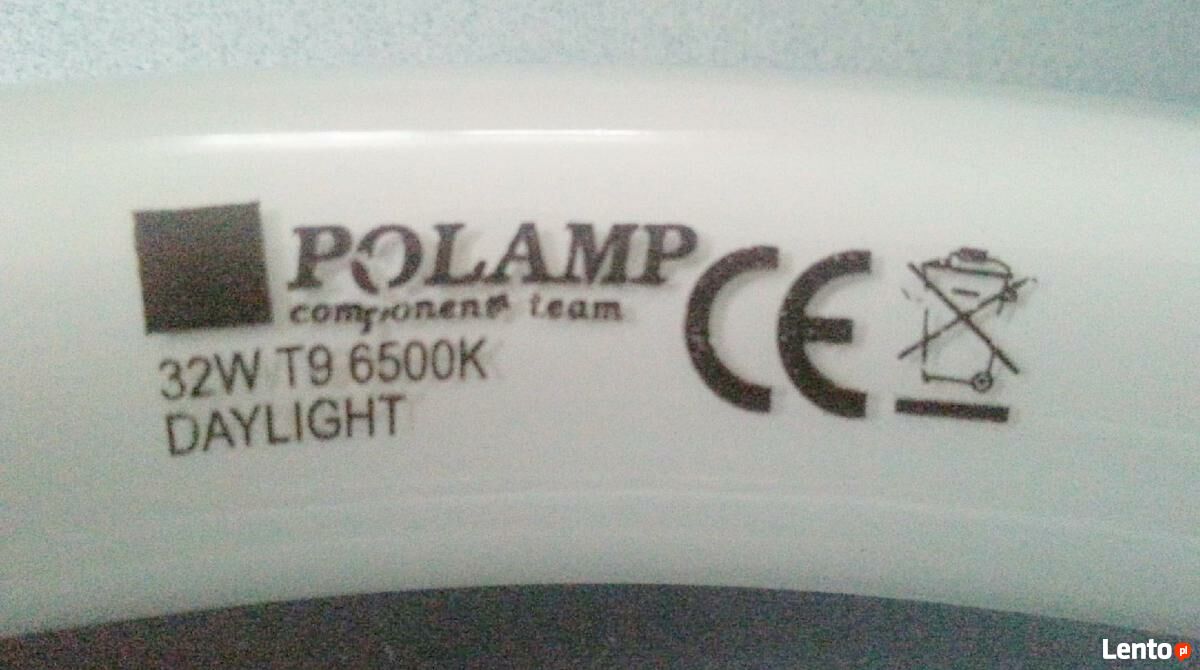 POLAMP
component team
CE
32W T9 6500K
DAYLIGHT
Lento.pl